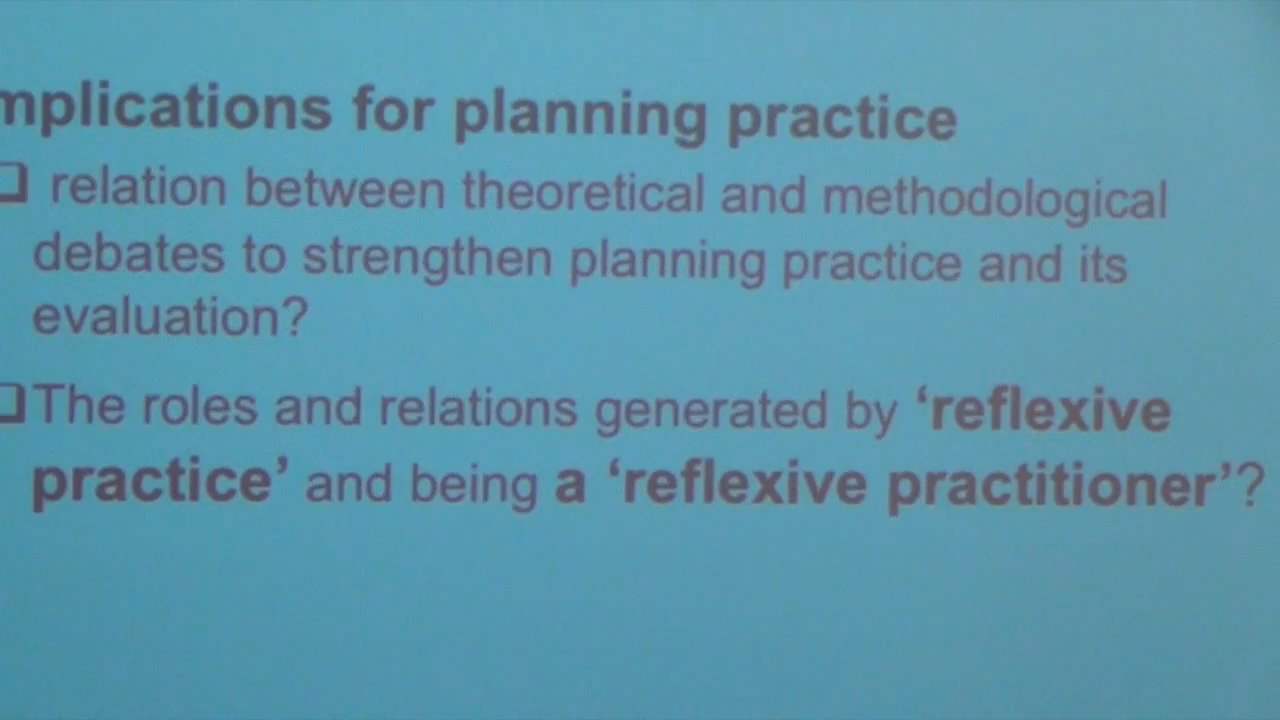 mplications for planning practice
relation between theoretical and methodological
debates to strengthen planning practice and its
evaluation?
The roles and relations generated by ‘reflexive
practice’ and being a ‘reflexive practitioner’?